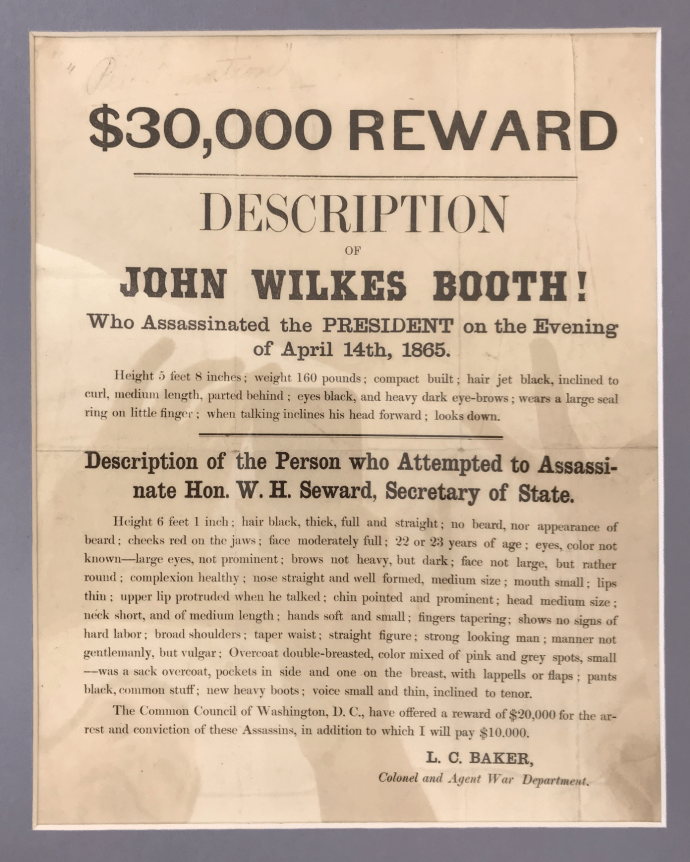 $30,000 REWARD
DESCRIPTION
OF
JOHN WILKES BOOTH!
Who Assassinated the PRESIDENT on the Evening
of April 14th, 1865.
Height 5 feet 8 inches; weight 160 pounds; compact built; hair jet black, inclined to
curl, medium length, parted behind; eyes black, and heavy dark eye-brows; wears a large seal
ring on little finger; when talking inclines his head forward; looks down.
Description of the Person who Attempted to Assassi-
nate Hon. W. H. Seward, Secretary of State.
Height 6 feet 1 inch; hair black, thick, full and straight; no beard, nor appearance of
beard; cheeks red on the jaws; face moderately full; 22 or 23 years of age; eyes, color not
known—large eyes, not prominent; brows not heavy, but dark; face not large, but rather
round; complexion healthy; nose straight and well formed, medium size; mouth small; lips
thin; upper lip protruded when he talked; chin pointed and prominent; head medium size;
neck short, and of medium length; hands soft and small; fingers tapering; shows no signs of
hard labor; broad shoulders; taper waist; straight figure; strong looking man; manner not
gentlemanly, but vulgar; Overcoat double-breasted, color mixed of pink and grey spots, small
—was a sack overcoat, pockets in side and one on the breast, with lappells or flaps; pants
black, common stuff; new heavy boots; voice small and thin, inclined to tenor.
The Common Council of Washington, D. C., have offered a reward of $20,000 for the ar-
rest and conviction of these Assassins, in addition to which I will pay $10.000.
L. C. BAKER,
Colonel and Agent War Department.